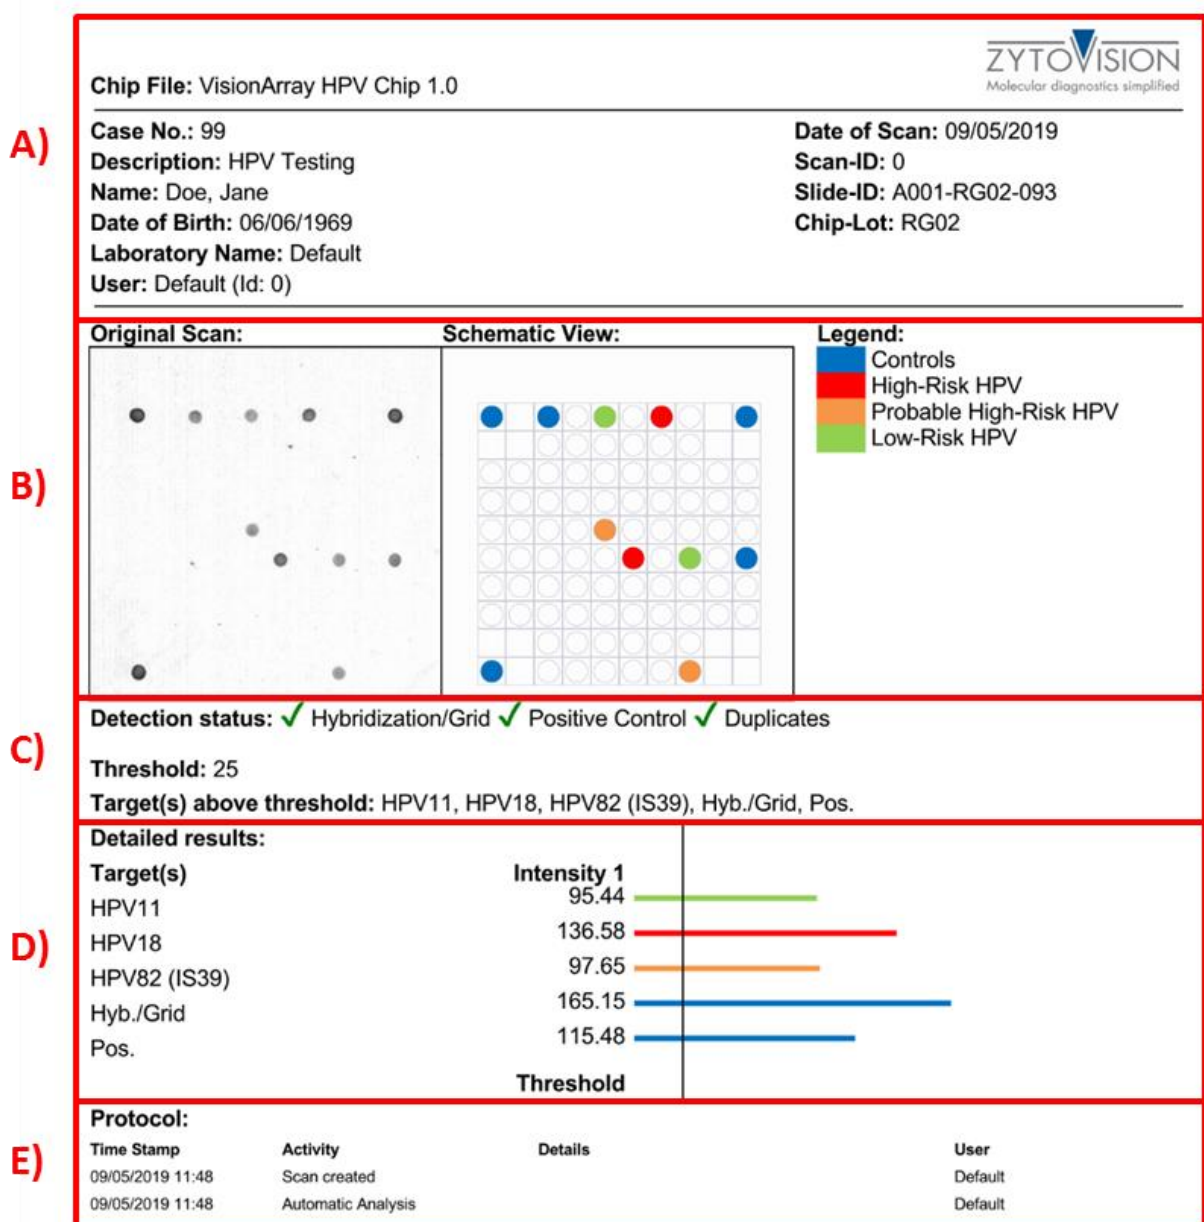 A)
ZYTOVISION
Molecular diagnostics simplified
Chip File: VisionArray HPV Chip 1.0
Case No.: 99
Date of Scan: 09/05/2019
Description: HPV Testing
Scan-ID: 0
Name: Doe, Jane
Slide-ID: A001-RG02-093
Date of Birth: 06/06/1969
Chip-Lot: RG02
Laboratory Name: Default
User: Default (Id: 0)
B)
Original Scan:
Schematic View:
Legend:
Controls
High-Risk HPV
Probable High-Risk HPV
Low-Risk HPV
C)
Detection status: ✓ Hybridization/Grid ✓ Positive Control ✓ Duplicates
Threshold: 25
Target(s) above threshold: HPV11, HPV18, HPV82 (IS39), Hyb./Grid, Pos.
D)
Detailed results:
Target(s) Intensity 1
HPV11 95.44
HPV18 136.58
HPV82 (IS39) 97.65
Hyb./Grid 165.15
Pos. 115.48
Threshold
E)
Protocol:
Time Stamp Activity Details User
09/05/2019 11:48 Scan created Default
09/05/2019 11:48 Automatic Analysis Default